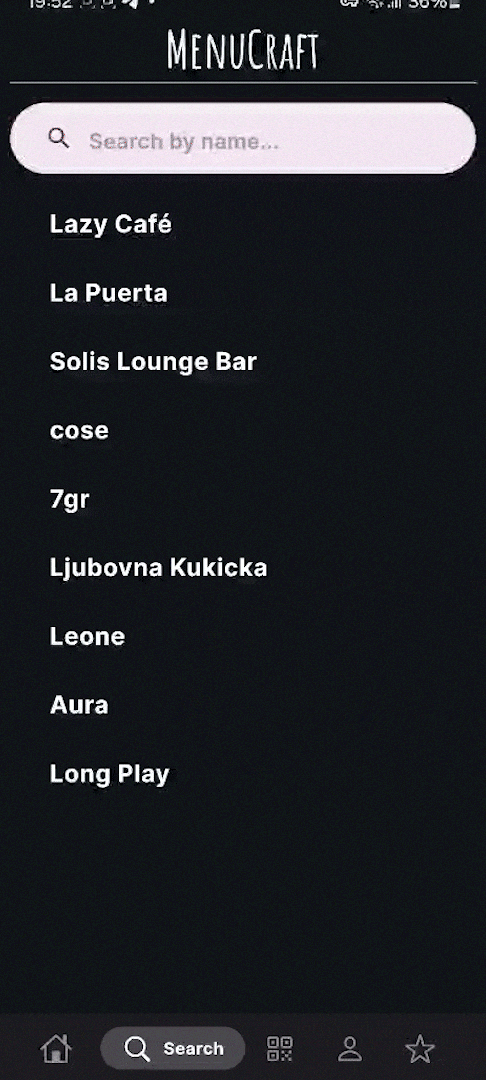 19:52 36%
MenuCraft
Search by name...
Lazy Café
La Puerta
Solis Lounge Bar
cose
7gr
Ljubovna Kukicka
Leone
Aura
Long Play
Search